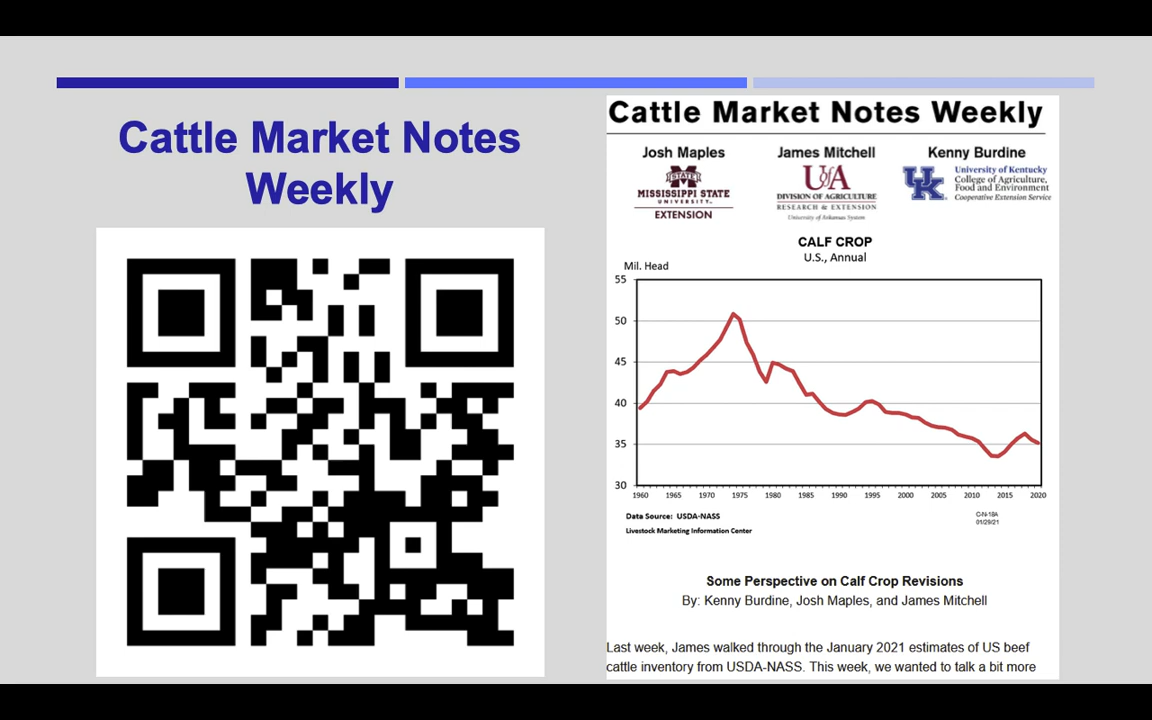 Cattle Market Notes
Weekly
Cattle Market Notes Weekly
Josh Maples
STATE
MISSISSIPPI STATE
UNIVERSITY™
EXTENSION
James Mitchell
UofA
DIVISION OF AGRICULTURE
RESEARCH & EXTENSION
University of Arkansas System
Kenny Burdine
UK
University of Kentucky
College of Agriculture,
Food and Environment
Cooperative Extension Service
CALF CROP
U.S., Annual
Mil. Head
55
50
45
40
35
30
1960 1965 1970 1975 1980 1985 1990 1995 2000 2005 2010 2015 2020
Data Source: USDA-NASS
Livestock Marketing Information Center
C-N-18A
01/29/21
Some Perspective on Calf Crop Revisions
By: Kenny Burdine, Josh Maples, and James Mitchell
Last week, James walked through the January 2021 estimates of US beef
cattle inventory from USDA-NASS. This week, we wanted to talk a bit more